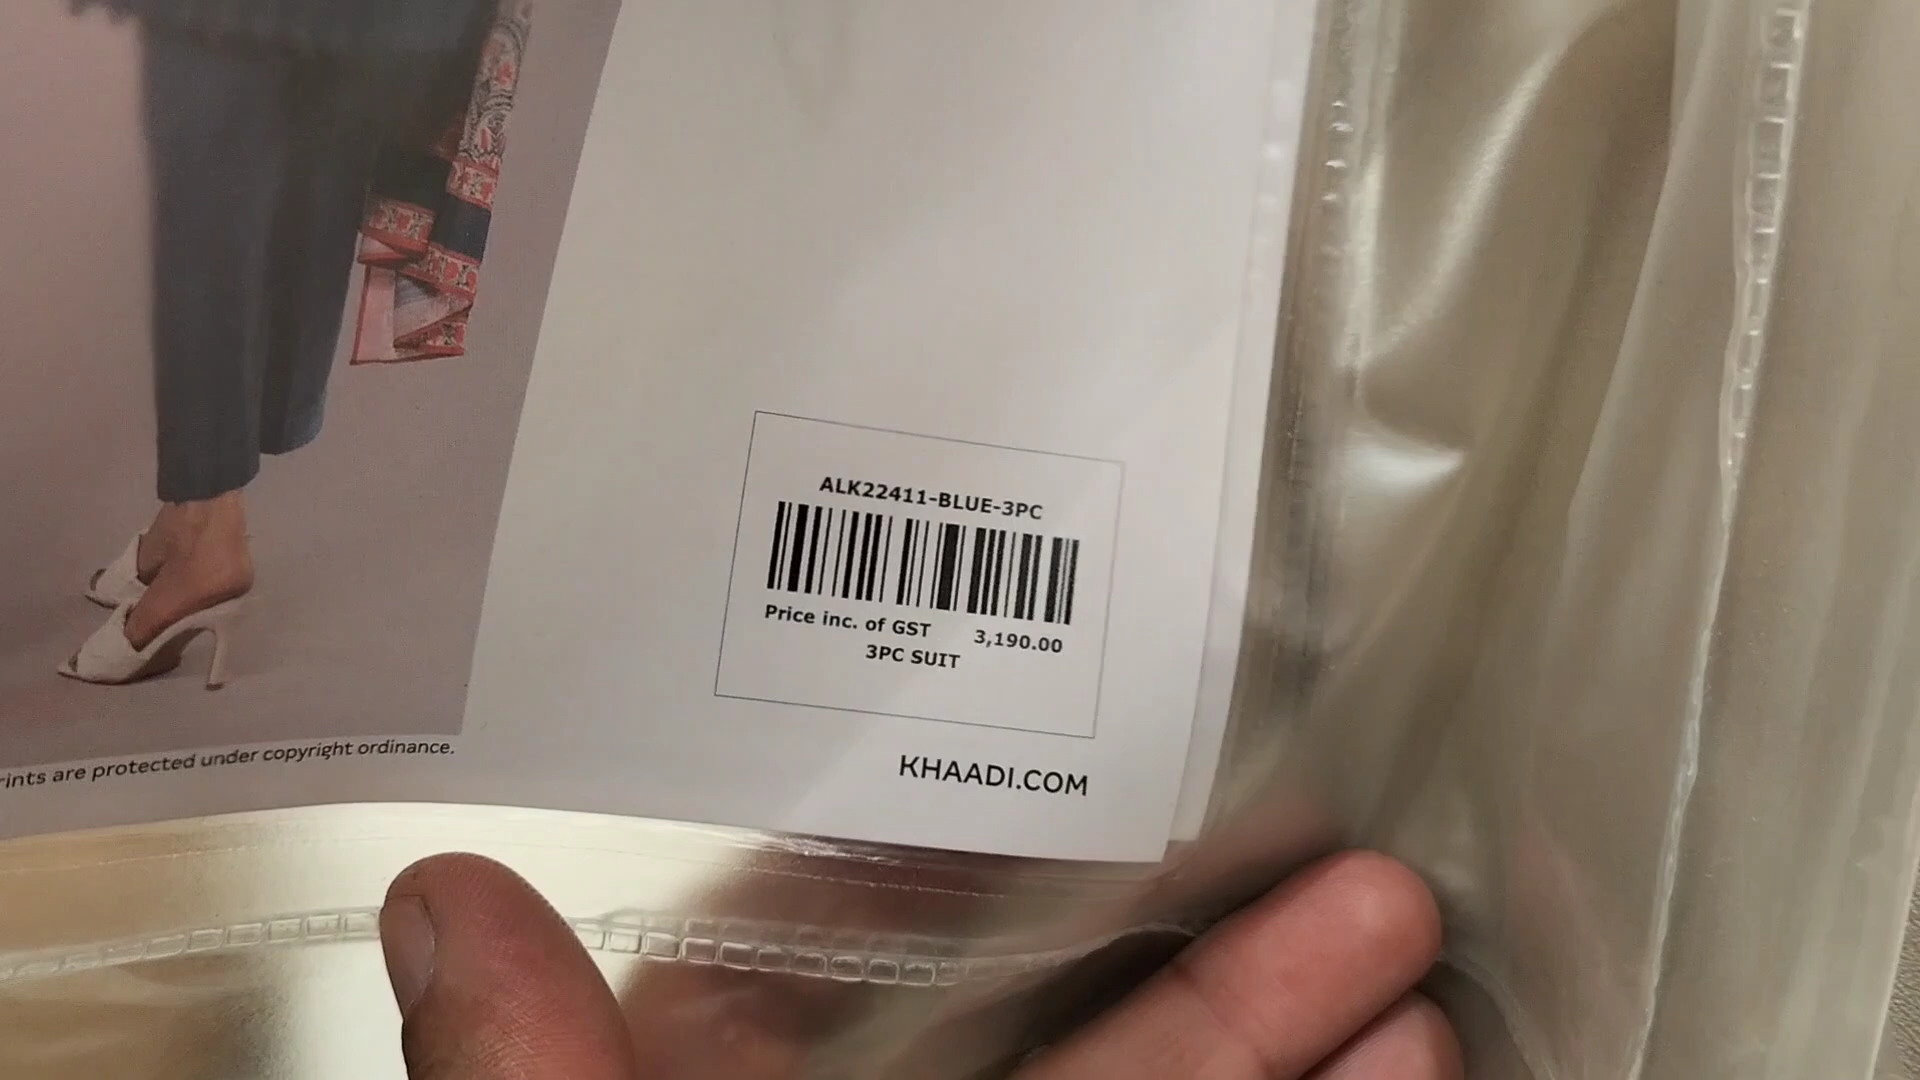 ALK22411-BLUE-3PC
Price inc. of GST 3,190.00
3PC SUIT
are protected under copyright ordinance.
KHAADI.COM